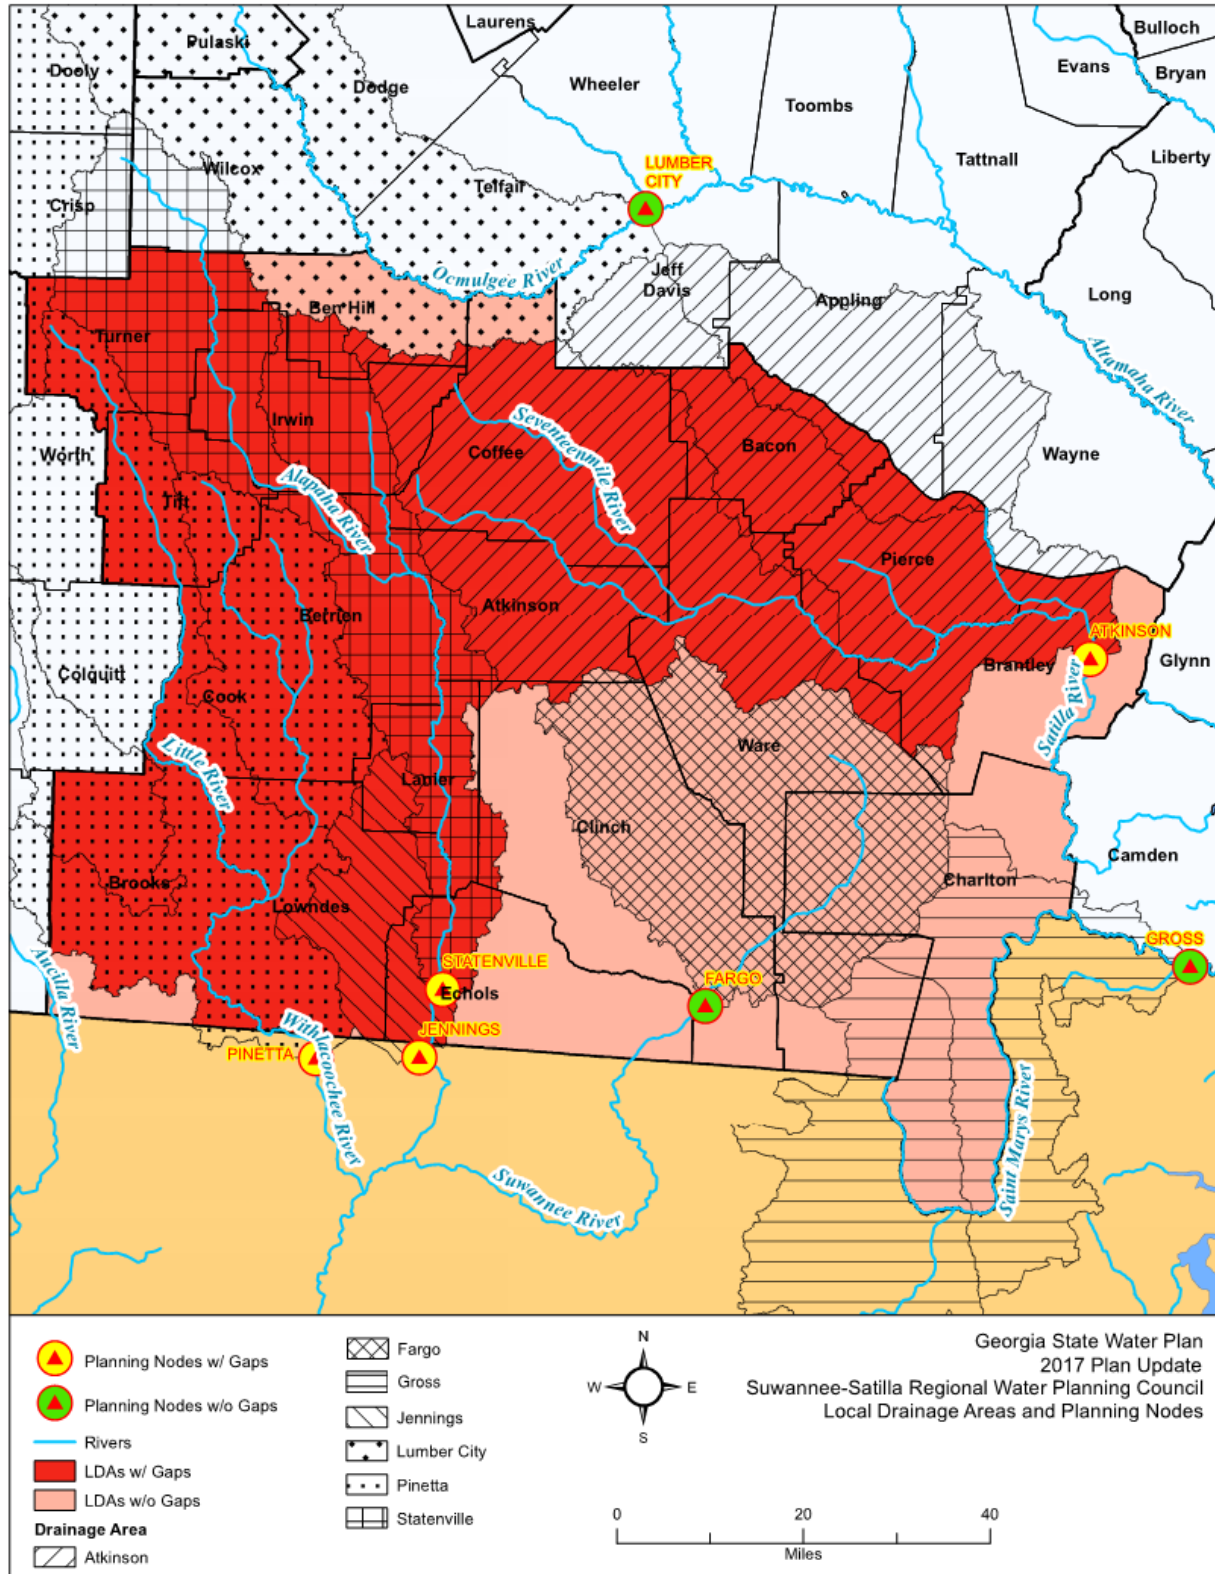 Laurens
Bulloch
Pulaski
Dooly
Evans
Bryan
Dodge
Wheeler
Toombs
Tattnall
Liberty
Wilcox
LUMBER
CITY
Telfair
Crisp
Ocmulgee River
Jeff
Davis
Appling
Long
Ben Hill
Turner
Altamaha River
Irwin
Seventeenmile River
Coffee
Bacon
Worth
Wayne
Tift
Alapaha River
Pierce
Berrien
Atkinson
ATKINSON
Colquitt
Cook
Brantley
Glynn
Satilla River
Little River
Ware
Lanier
Clinch
Camden
Brooks
Charlton
Lowndes
GROSS
Aucilla River
STATENVILLE
Echols
FARGO
JENNINGS
PINETTA
Withlacoochee River
Saint Marys River
Suwannee River
Planning Nodes w/ Gaps
Planning Nodes w/o Gaps
Rivers
LDAs w/ Gaps
LDAs w/o Gaps
Drainage Area
Atkinson
Fargo
Gross
Jennings
Lumber City
Pinetta
Statenville
N
W
E
S
0
20
40
Miles
Georgia State Water Plan
2017 Plan Update
Suwannee-Satilla Regional Water Planning Council
Local Drainage Areas and Planning Nodes